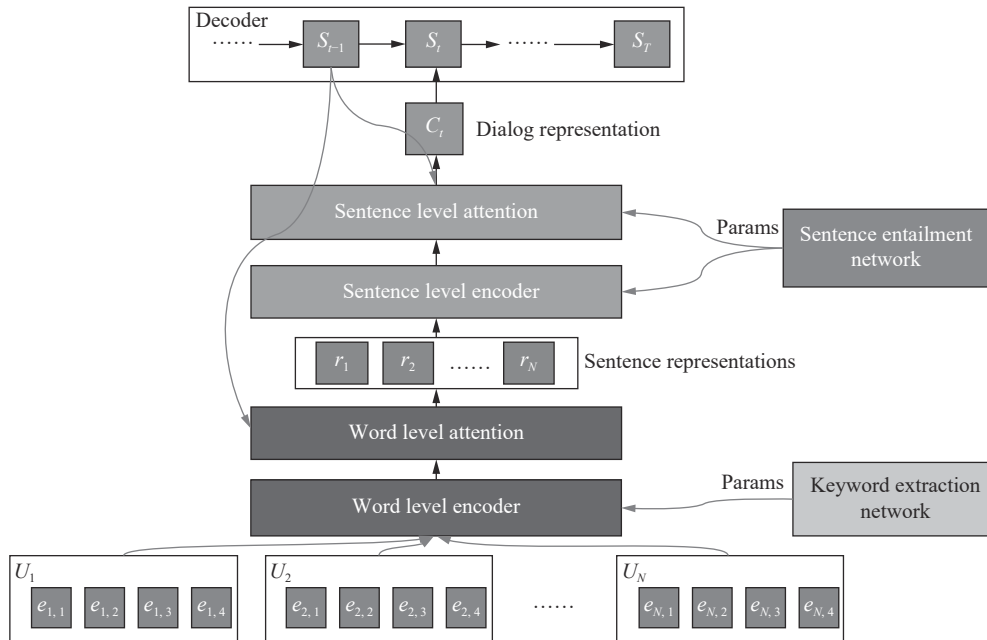 Decoder
...... S_{t−1} S_t ...... S_T
C_t
Dialog representation
Sentence level attention
Params
Sentence entailment
network
Sentence level encoder
r_1 r_2 ...... r_N
Sentence representations
Word level attention
Params
Keyword extraction
network
Word level encoder
U_1
e_{1, 1} e_{1, 2} e_{1, 3} e_{1, 4}
U_2
e_{2, 1} e_{2, 2} e_{2, 3} e_{2, 4}
......
U_N
e_{N, 1} e_{N, 2} e_{N, 3} e_{N, 4}